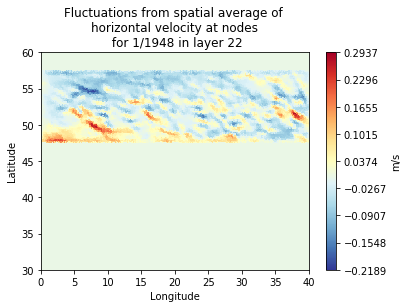 Fluctuations from spatial average of
horizontal velocity at nodes
for 1/1948 in layer 22
60
55
50
45
40
35
30
Latitude
0 5 10 15 20 25 30 35 40
Longitude
0.2937
0.2296
0.1655
0.1015
0.0374
−0.0267
−0.0907
−0.1548
−0.2189
m/s